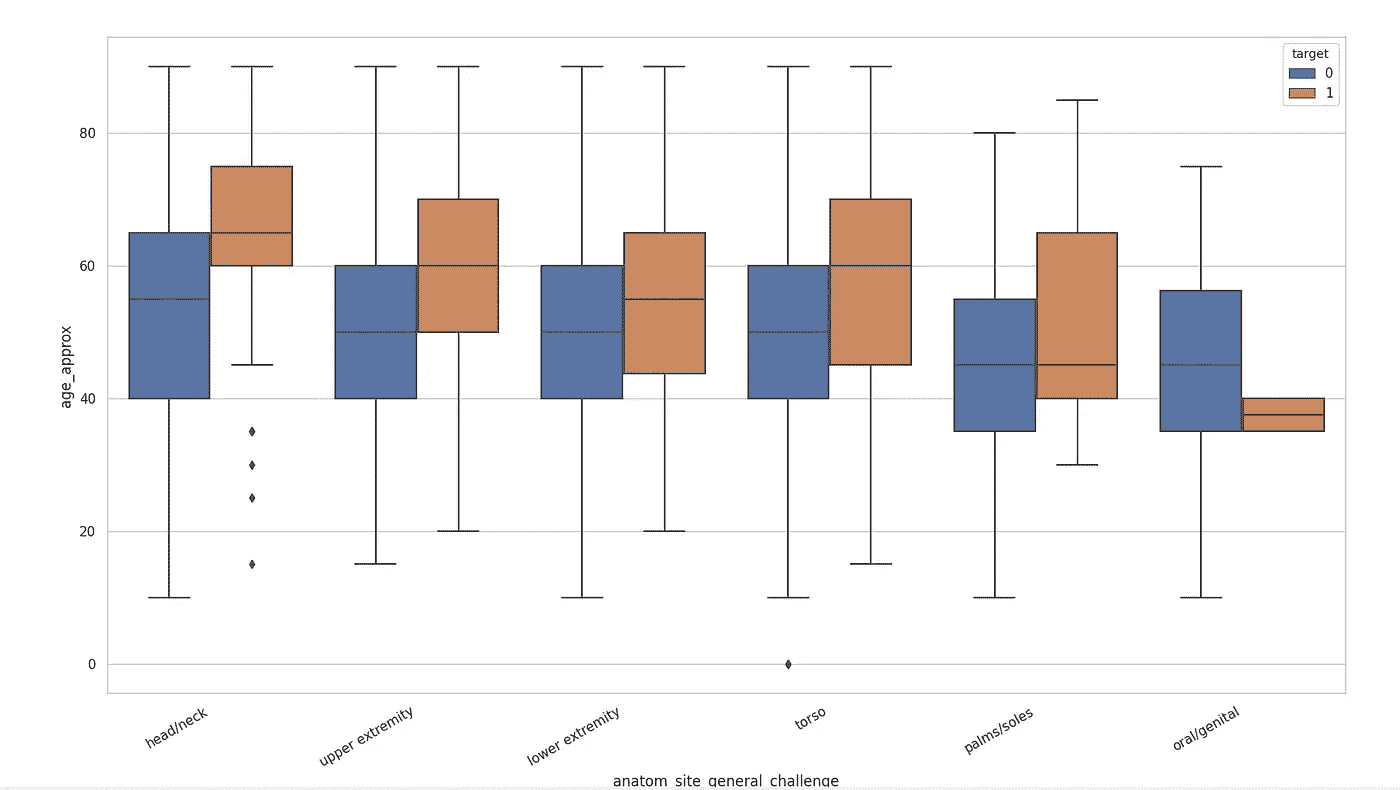 target
0
1
80
60
40
20
0
age_approx
head/neck
upper extremity
lower extremity
torso
palms/soles
oral/genital
anatom_site_general_challenge